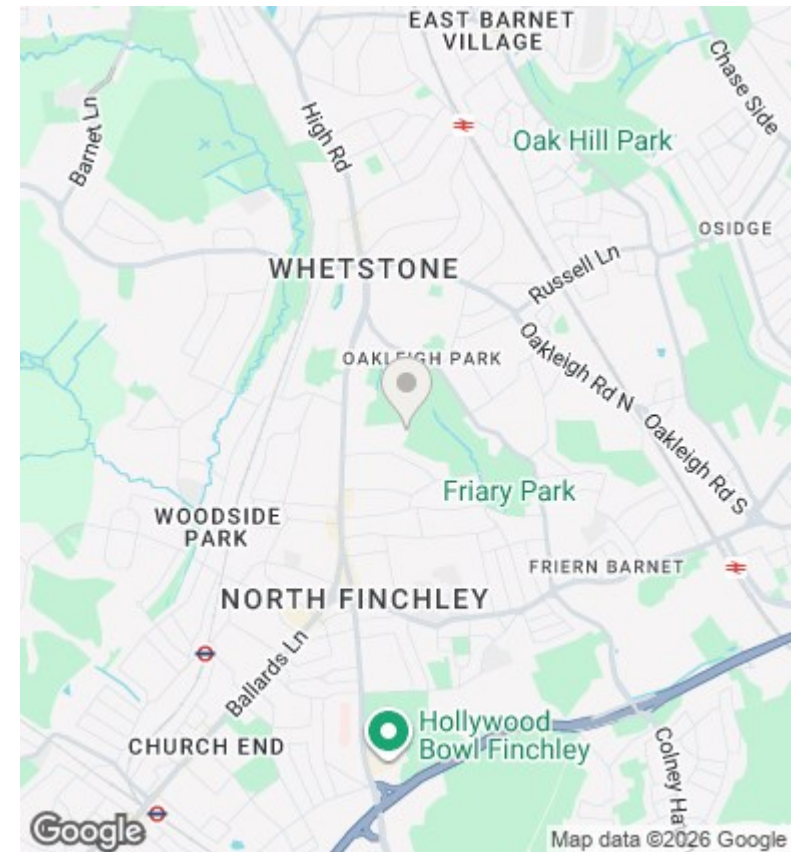 EAST BARNET
VILLAGE
Chase Side
Barnet Ln
High Rd
Oak Hill Park
OSIDGE
WHETSTONE
Russell Ln
OAKLEIGH PARK
Oakleigh Rd N
Oakleigh Rd S
Friary Park
WOODSIDE
PARK
FRIERN BARNET
NORTH FINCHLEY
Ballards Ln
Hollywood
Bowl Finchley
CHURCH END
Colney Ha
Google
Map data ©2026 Google